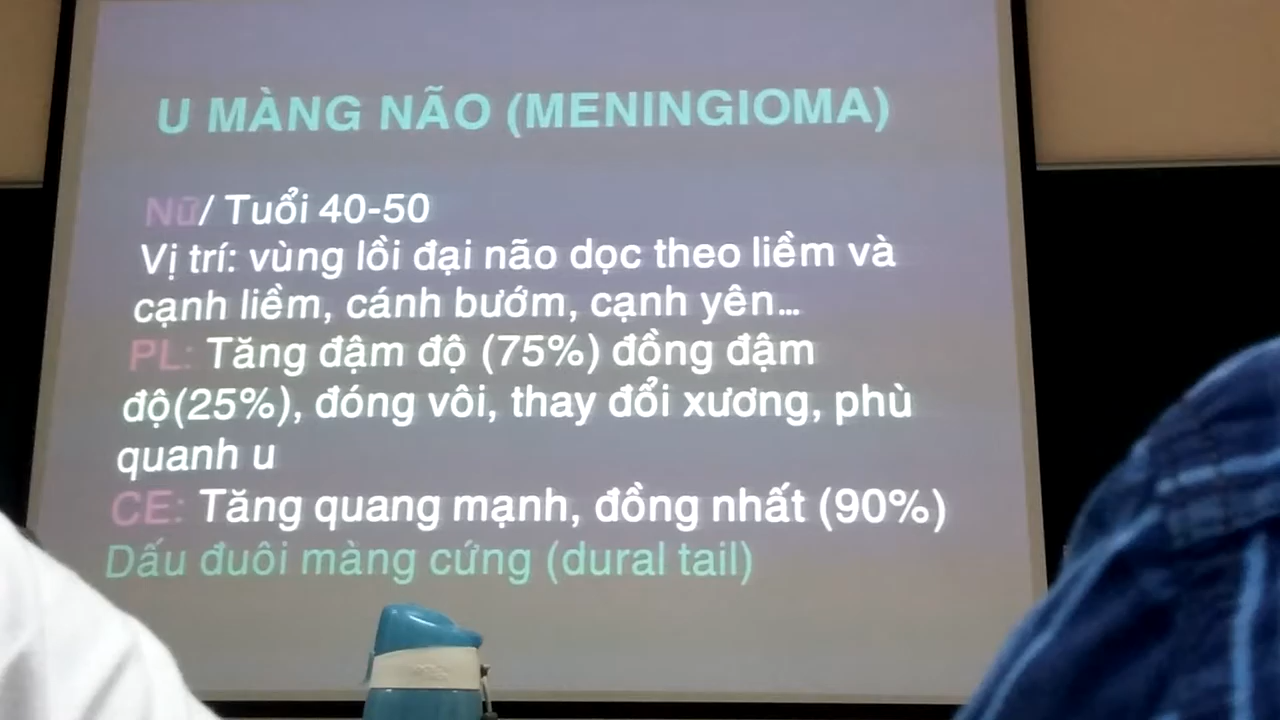 U MÀNG NÃO (MENINGIOMA)
Nữ/ Tuổi 40-50
Vị trí: vùng lồi đại não dọc theo liềm và
cạnh liềm, cánh bướm, cạnh yên...
PL: Tăng đậm độ (75%) đồng đậm
độ(25%), đóng vôi, thay đổi xương, phù
quanh u
CE: Tăng quang mạnh, đồng nhất (90%)
Dấu đuôi màng cứng (dural tail)